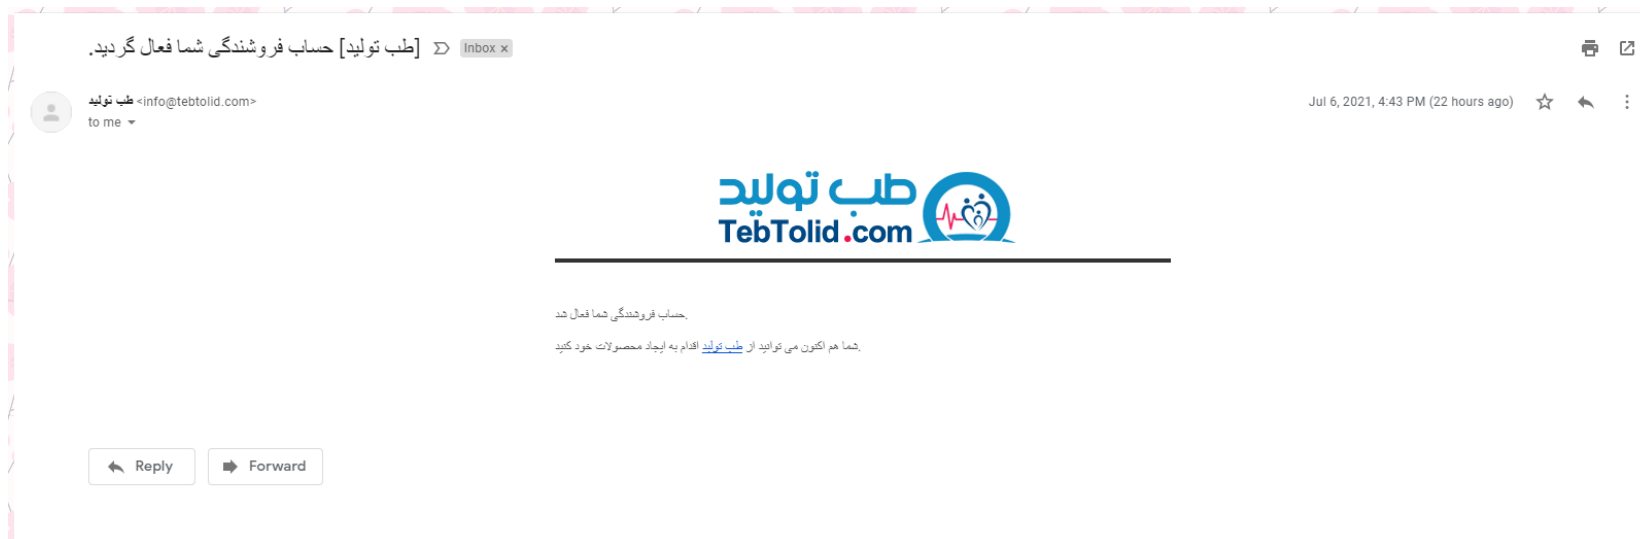 [طب تولید] حساب فروشندگی شما فعال گردید.
Inbox x
طب تولید <info@tebtolid.com>
Jul 6, 2021, 4:43 PM (22 hours ago)
to me
طب تولید
TebTolid.com
حساب فروشندگی شما فعال شد.
شما هم اکنون می توانید از طب تولید اقدام به ایجاد محصولات خود کنید.
Reply
Forward